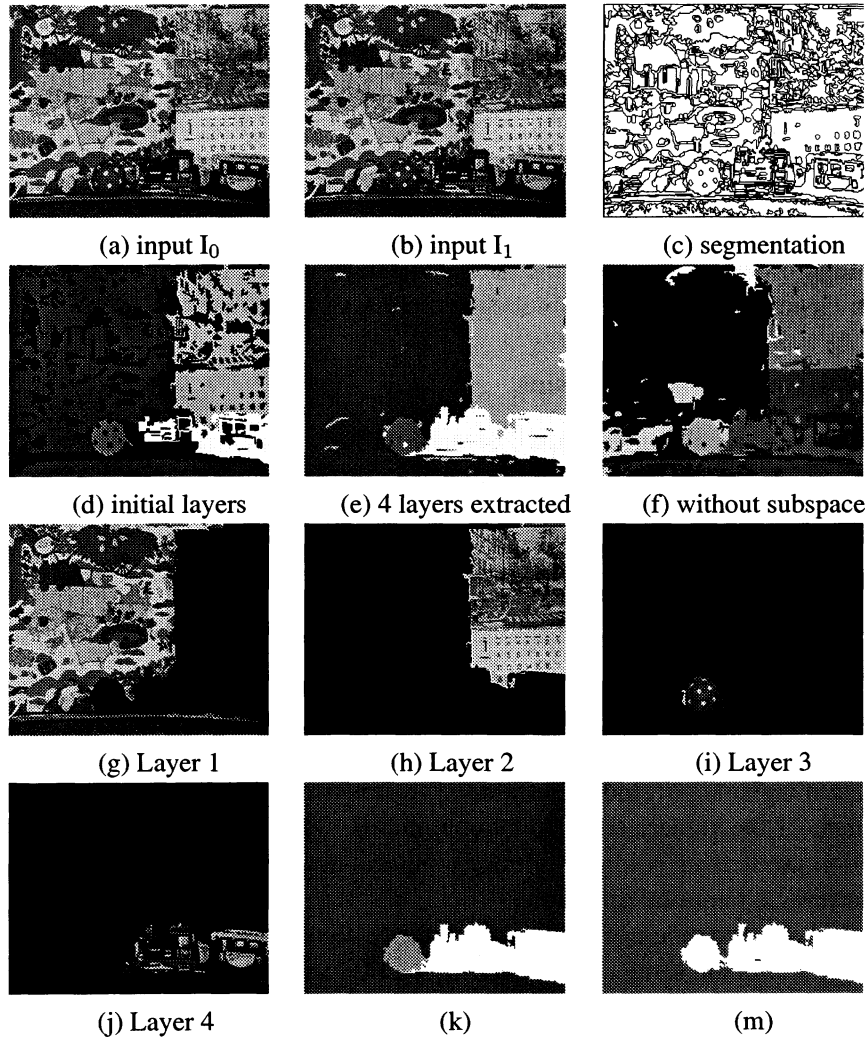 (a) input I₀
(b) input I₁
(c) segmentation
(d) initial layers
(e) 4 layers extracted
(f) without subspace
(g) Layer 1
(h) Layer 2
(i) Layer 3
(j) Layer 4
(k)
(m)